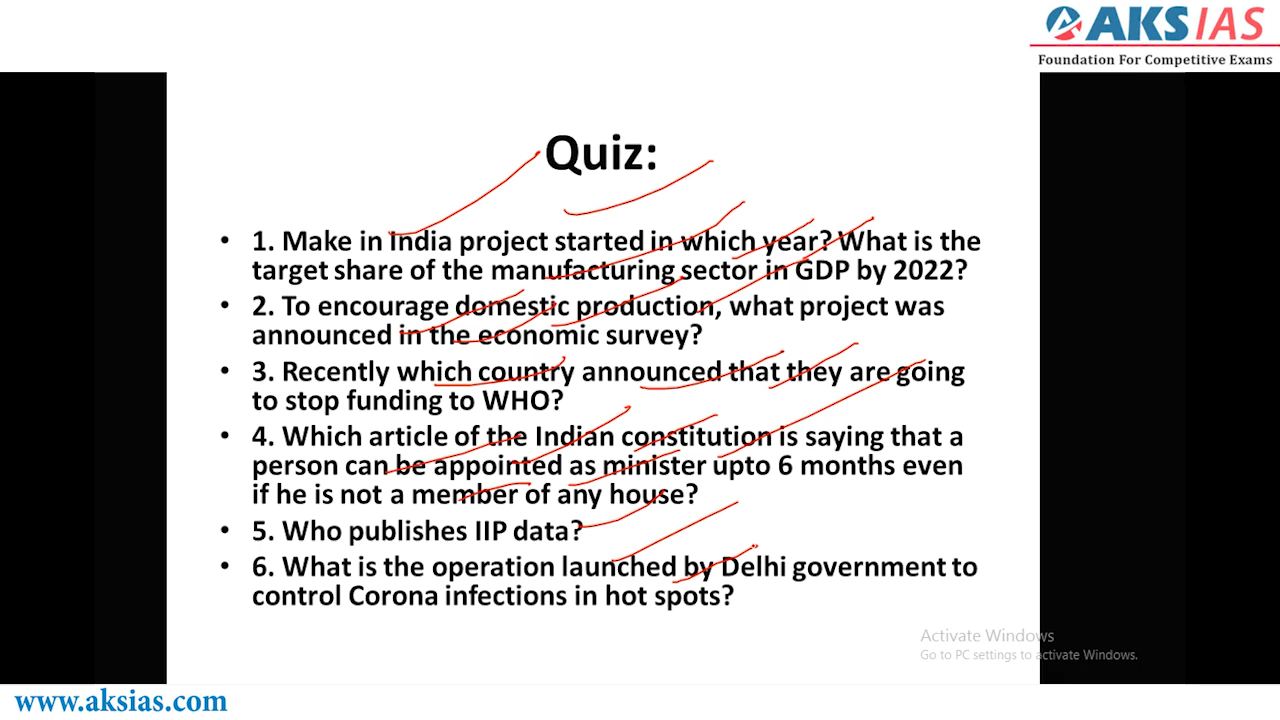 AKS IAS
Foundation For Competitive Exams
Quiz:
• 1. Make in India project started in which year? What is the
target share of the manufacturing sector in GDP by 2022?
• 2. To encourage domestic production, what project was
announced in the economic survey?
• 3. Recently which country announced that they are going
to stop funding to WHO?
• 4. Which article of the Indian constitution is saying that a
person can be appointed as minister upto 6 months even
if he is not a member of any house?
• 5. Who publishes IIP data?
• 6. What is the operation launched by Delhi government to
control Corona infections in hot spots?
Activate Windows
Go to PC settings to activate Windows.
www.aksias.com